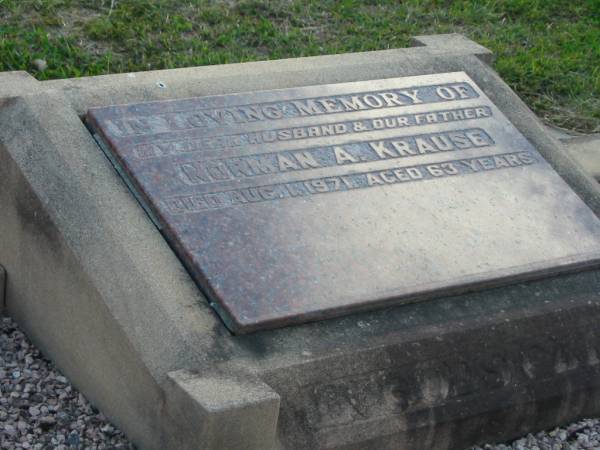 IN LOVING MEMORY OF
MY DEAR HUSBAND & OUR FATHER
NORMAN A. KRAUSE
DIED AUG. 1, 1971. AGED 63 YEARS